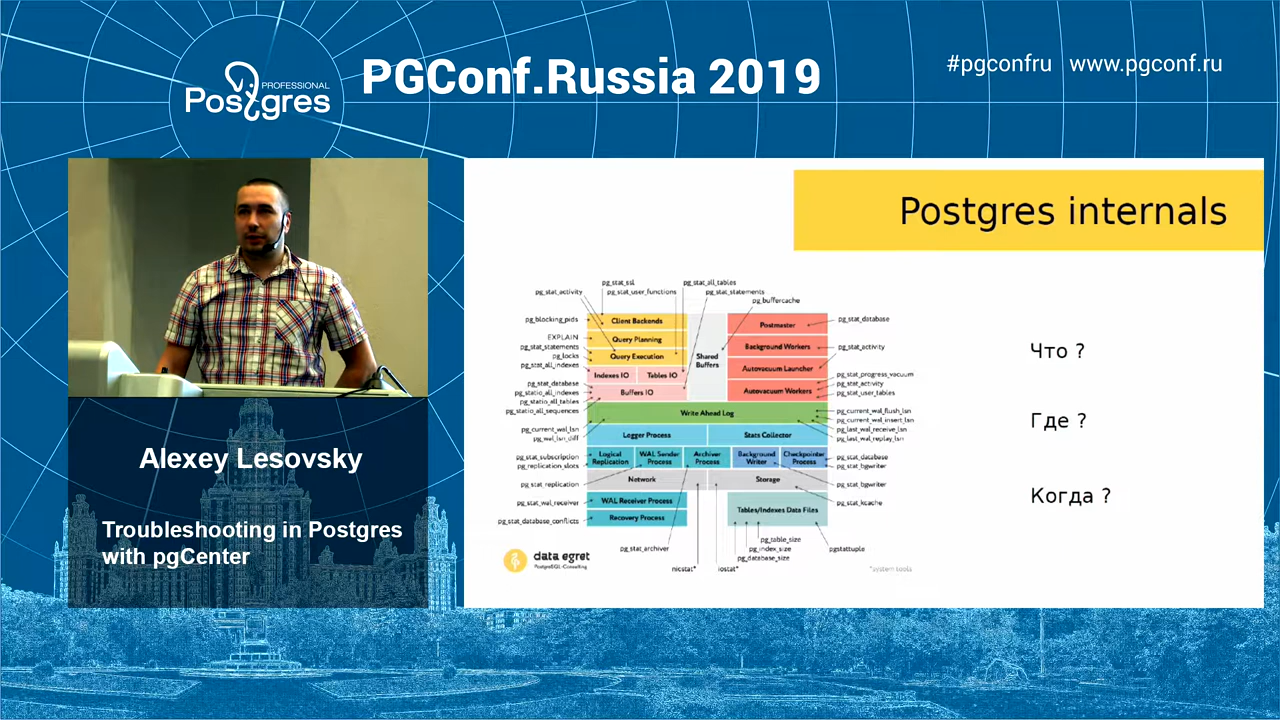 PROFESSIONAL
Postgres
PGConf.Russia 2019
#pgconfru www.pgconf.ru
Alexey Lesovsky
Troubleshooting in Postgres
with pgCenter
Postgres internals
pg_stat_ssl
pg_stat_all_tables
pg_stat_activity
pg_stat_user_functions
pg_stat_statements
pg_buffercache
pg_blocking_pids
Client Backends
Postmaster
pg_stat_database
EXPLAIN
Query Planning
pg_stat_statements
Background Workers
pg_stat_activity
pg_locks
Query Execution
Shared
Buffers
pg_stat_all_indexes
Autovacuum Launcher
Indexes IO
Tables IO
pg_stat_progress_vacuum
pg_stat_database
pg_stat_activity
pg_statio_all_indexes
Buffers IO
Autovacuum Workers
pg_stat_user_tables
pg_statio_all_tables
pg_statio_all_sequences
Write Ahead Log
pg_current_wal_flush_lsn
pg_current_wal_insert_lsn
pg_current_wal_lsn
pg_last_wal_receive_lsn
pg_wal_lsn_diff
Logger Process
Stats Collector
pg_last_wal_replay_lsn
pg_stat_subscription
Logical
Replication
WAL Sender
Process
Archiver
Process
Background
Writer
Checkpointer
Process
pg_stat_database
pg_replication_slots
pg_stat_bgwriter
pg_stat_replication
Network
Storage
pg_stat_bgwriter
pg_stat_wal_receiver
WAL Receiver Process
Tables/Indexes Data Files
pg_stat_kcache
pg_stat_database_conflicts
Recovery Process
pg_stat_archiver
pg_table_size
pg_index_size
pg_database_size
pgstattuple
nicstat*
iostat*
*system tools
data egret
PostgreSQL-Consulting
Что ?
Где ?
Когда ?